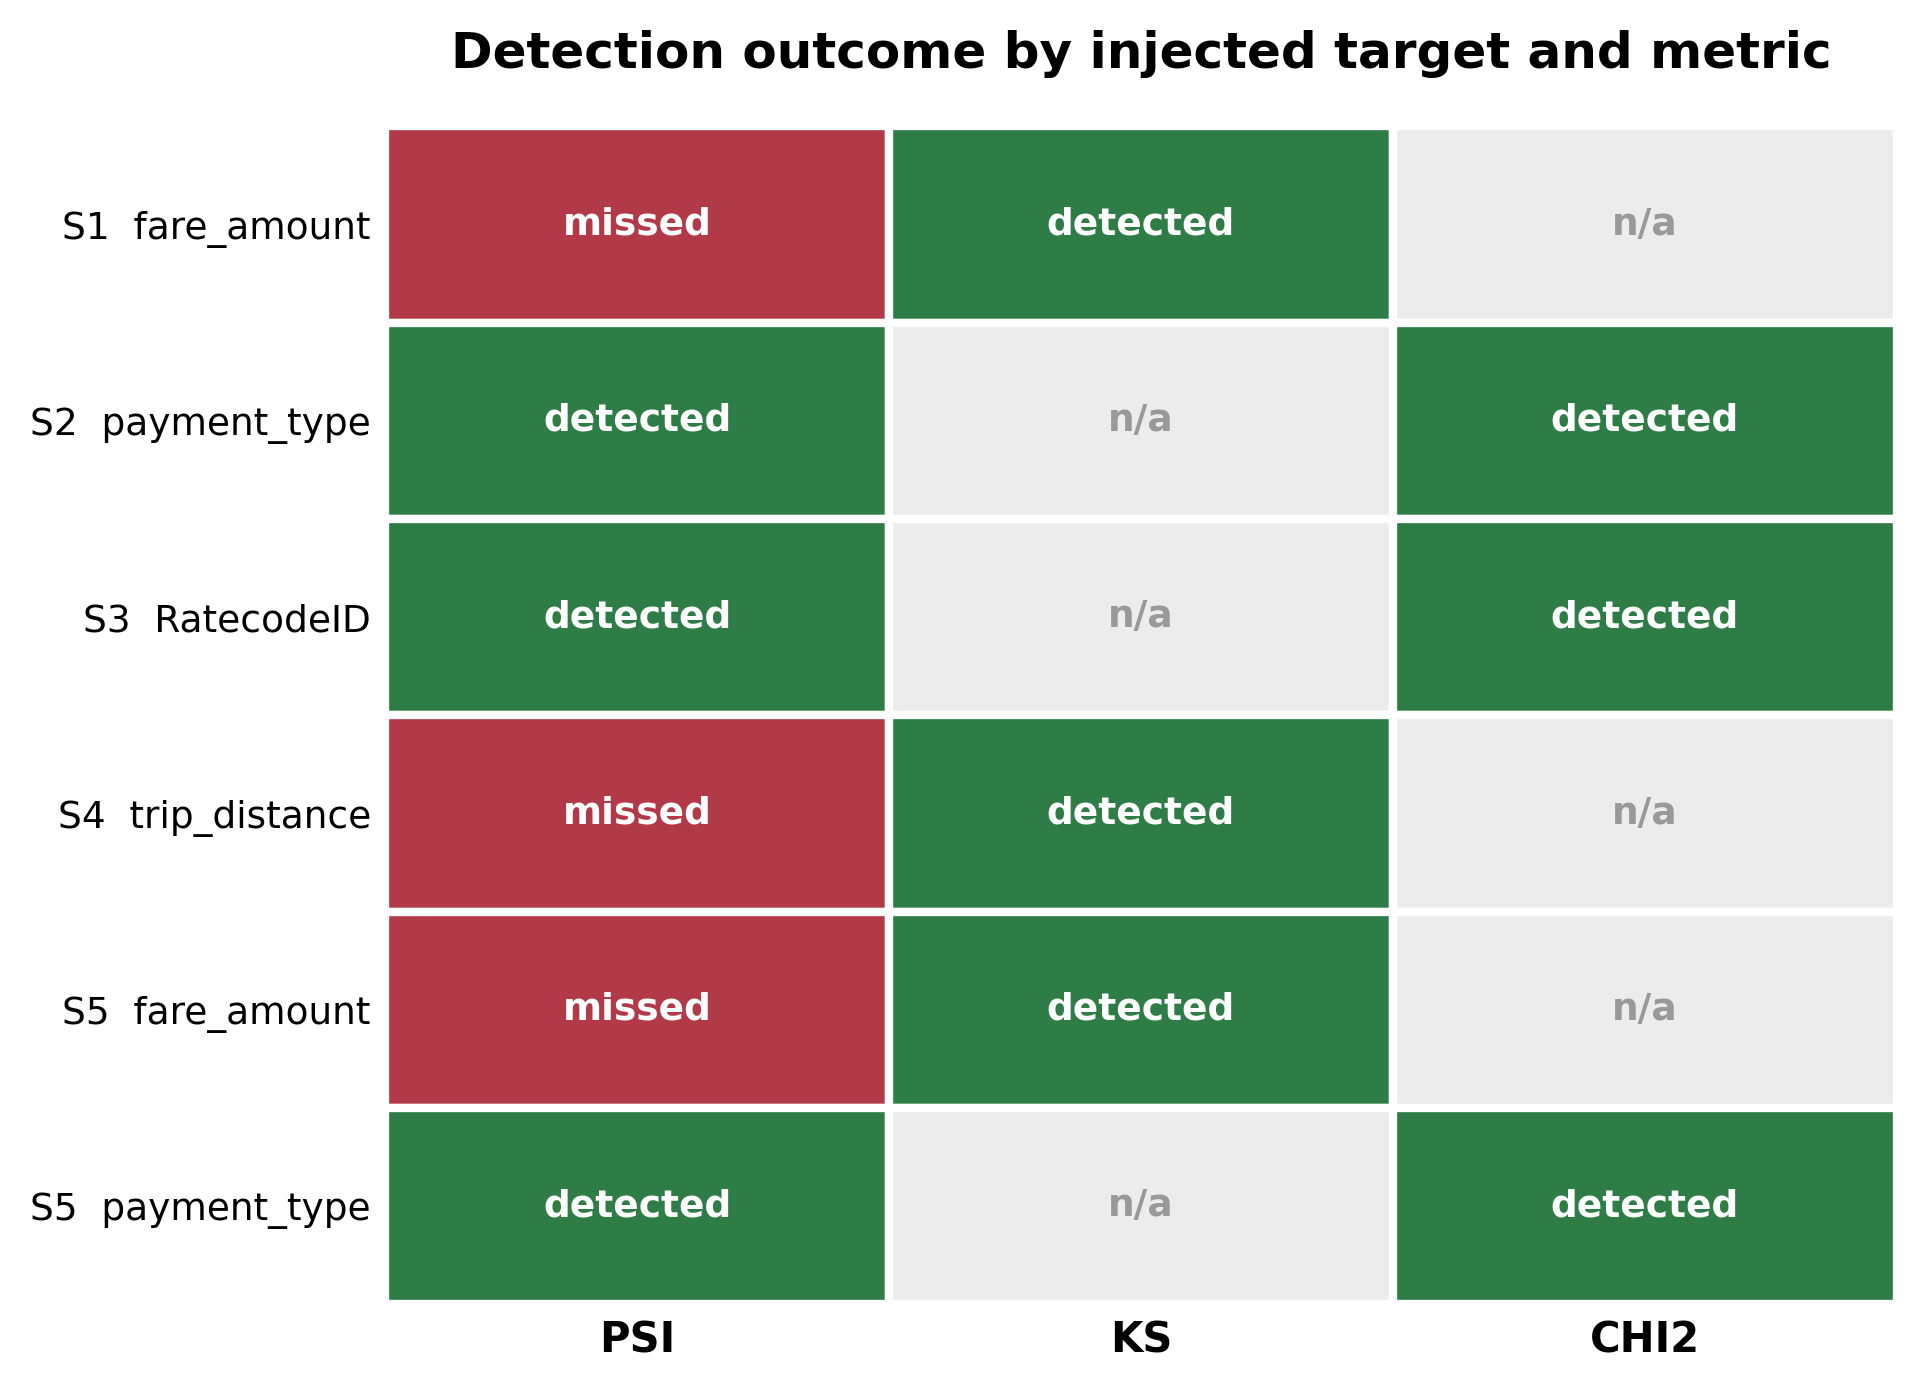 Detection outcome by injected target and metric
S1 fare_amount missed detected n/a
S2 payment_type detected n/a detected
S3 RatecodeID detected n/a detected
S4 trip_distance missed detected n/a
S5 fare_amount missed detected n/a
S5 payment_type detected n/a detected
PSI KS CHI2